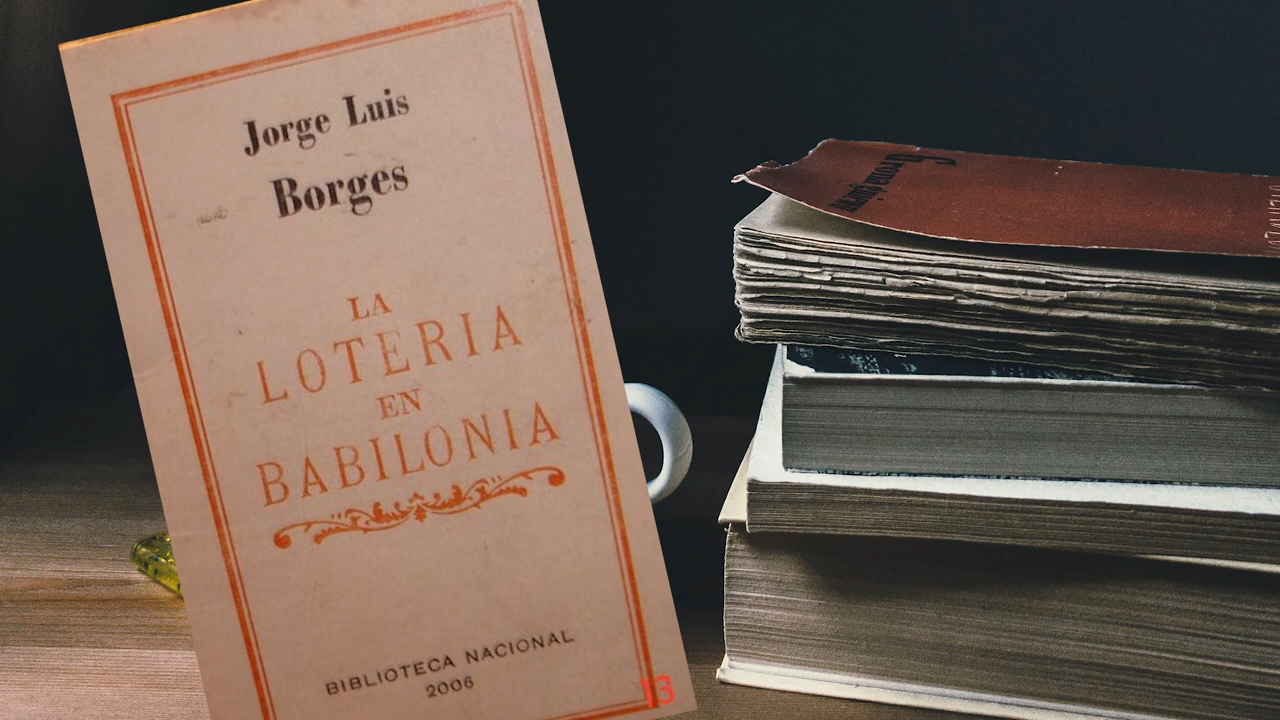 Jorge Luis
Borges
LA
LOTERIA
EN
BABILONIA
BIBLIOTECA NACIONAL
2006
13